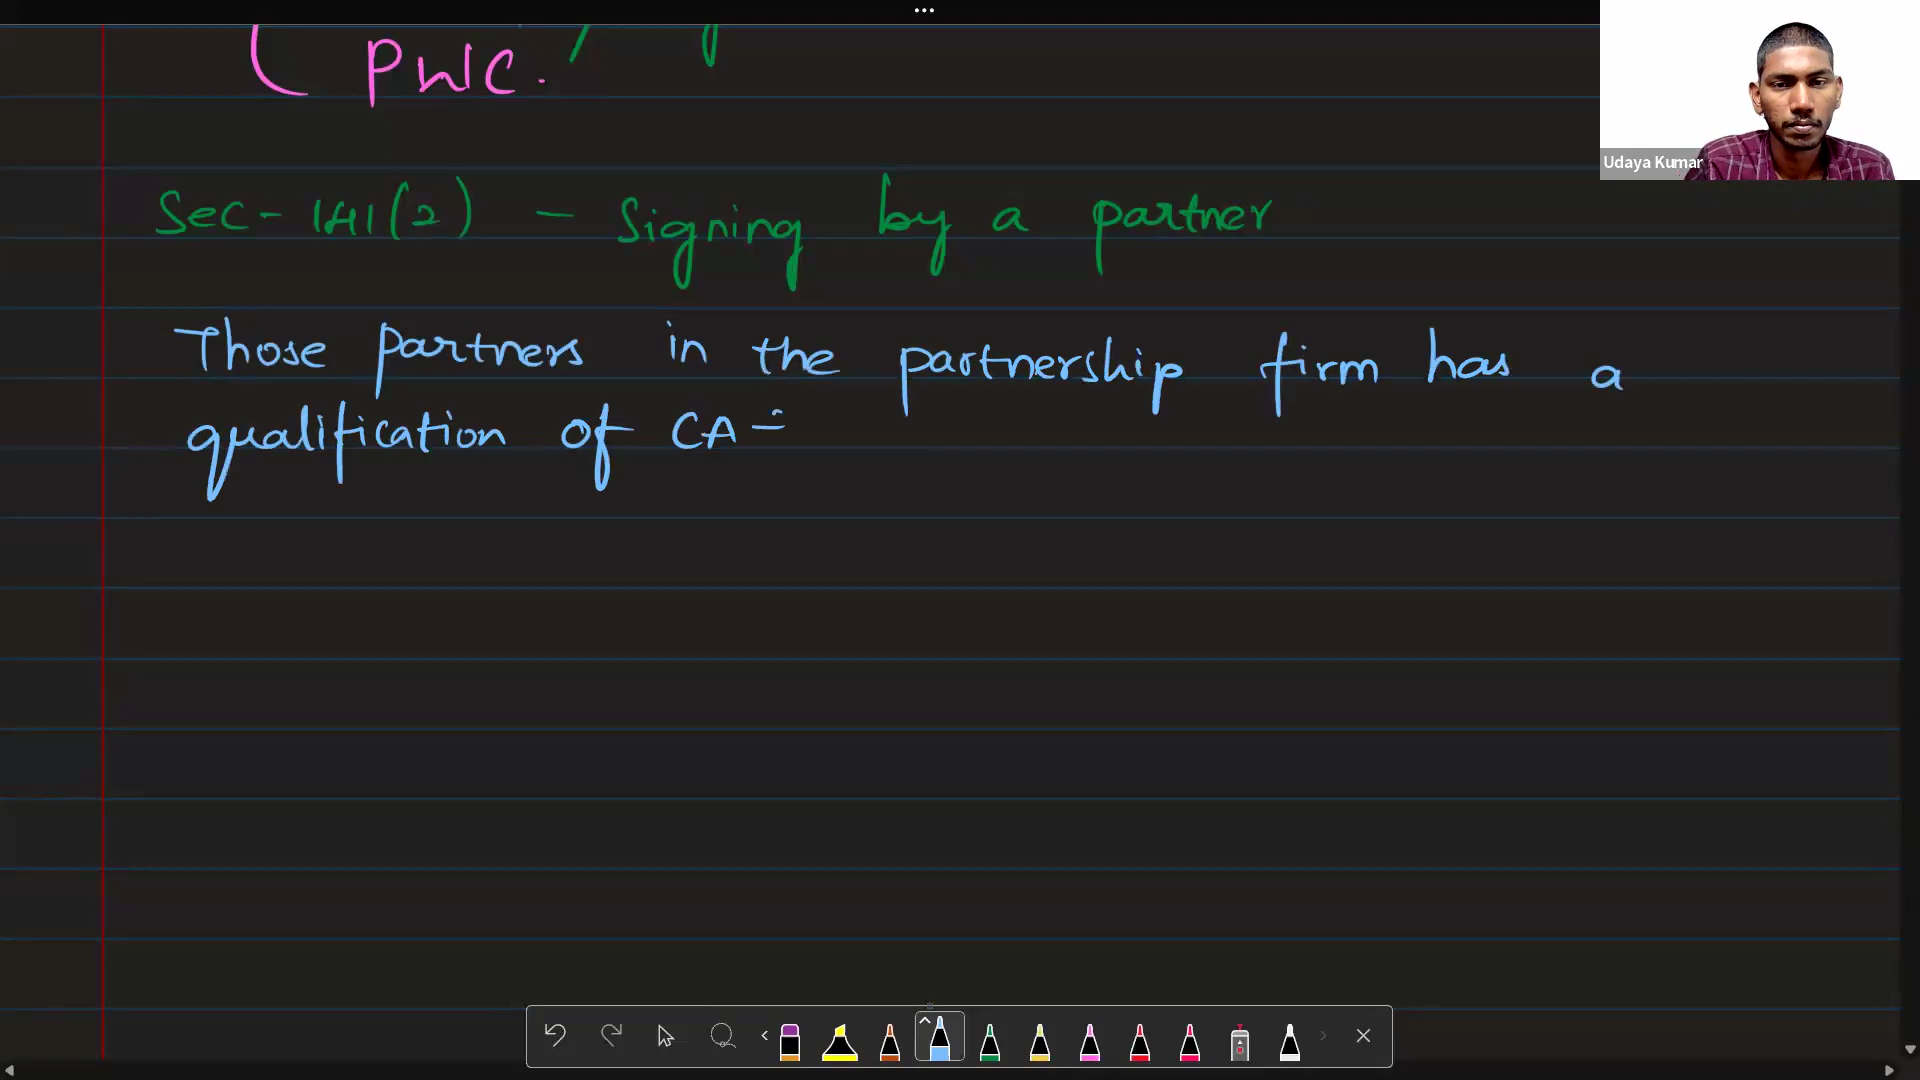 ...
PWC.
Udaya Kumar
Sec - 141(2) - Signing by a partner
Those partners in the partnership firm has a
qualification of CA -